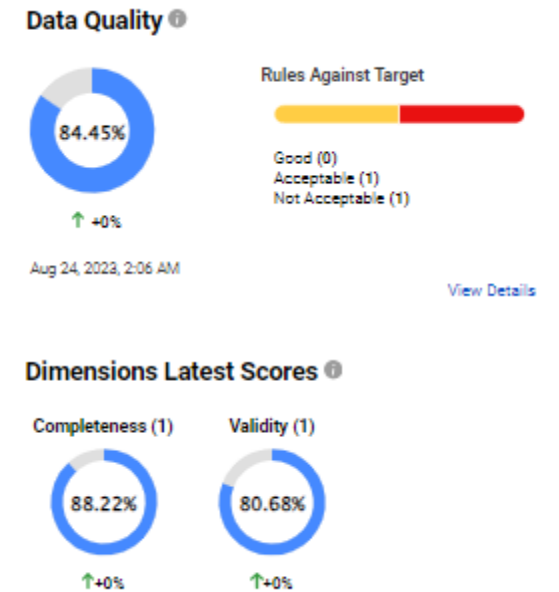 Data Quality
84.45%
+0%
Aug 24, 2023, 2:06 AM
Rules Against Target
Good (0)
Acceptable (1)
Not Acceptable (1)
View Details
Dimensions Latest Scores
Completeness (1)
88.22%
+0%
Validity (1)
80.68%
+0%